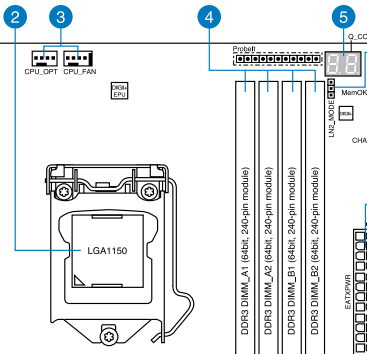 2 3 4 5
Q_CO
ProbeIt
CPU_OPT CPU_FAN
DIGI+
EPU
MemOK
DIGI+
LN2_MODE
CHA
LGA1150
DDR3 DIMM_A1 (64bit, 240-pin module)
DDR3 DIMM_A2 (64bit, 240-pin module)
DDR3 DIMM_B1 (64bit, 240-pin module)
DDR3 DIMM_B2 (64bit, 240-pin module)
EATXPWR